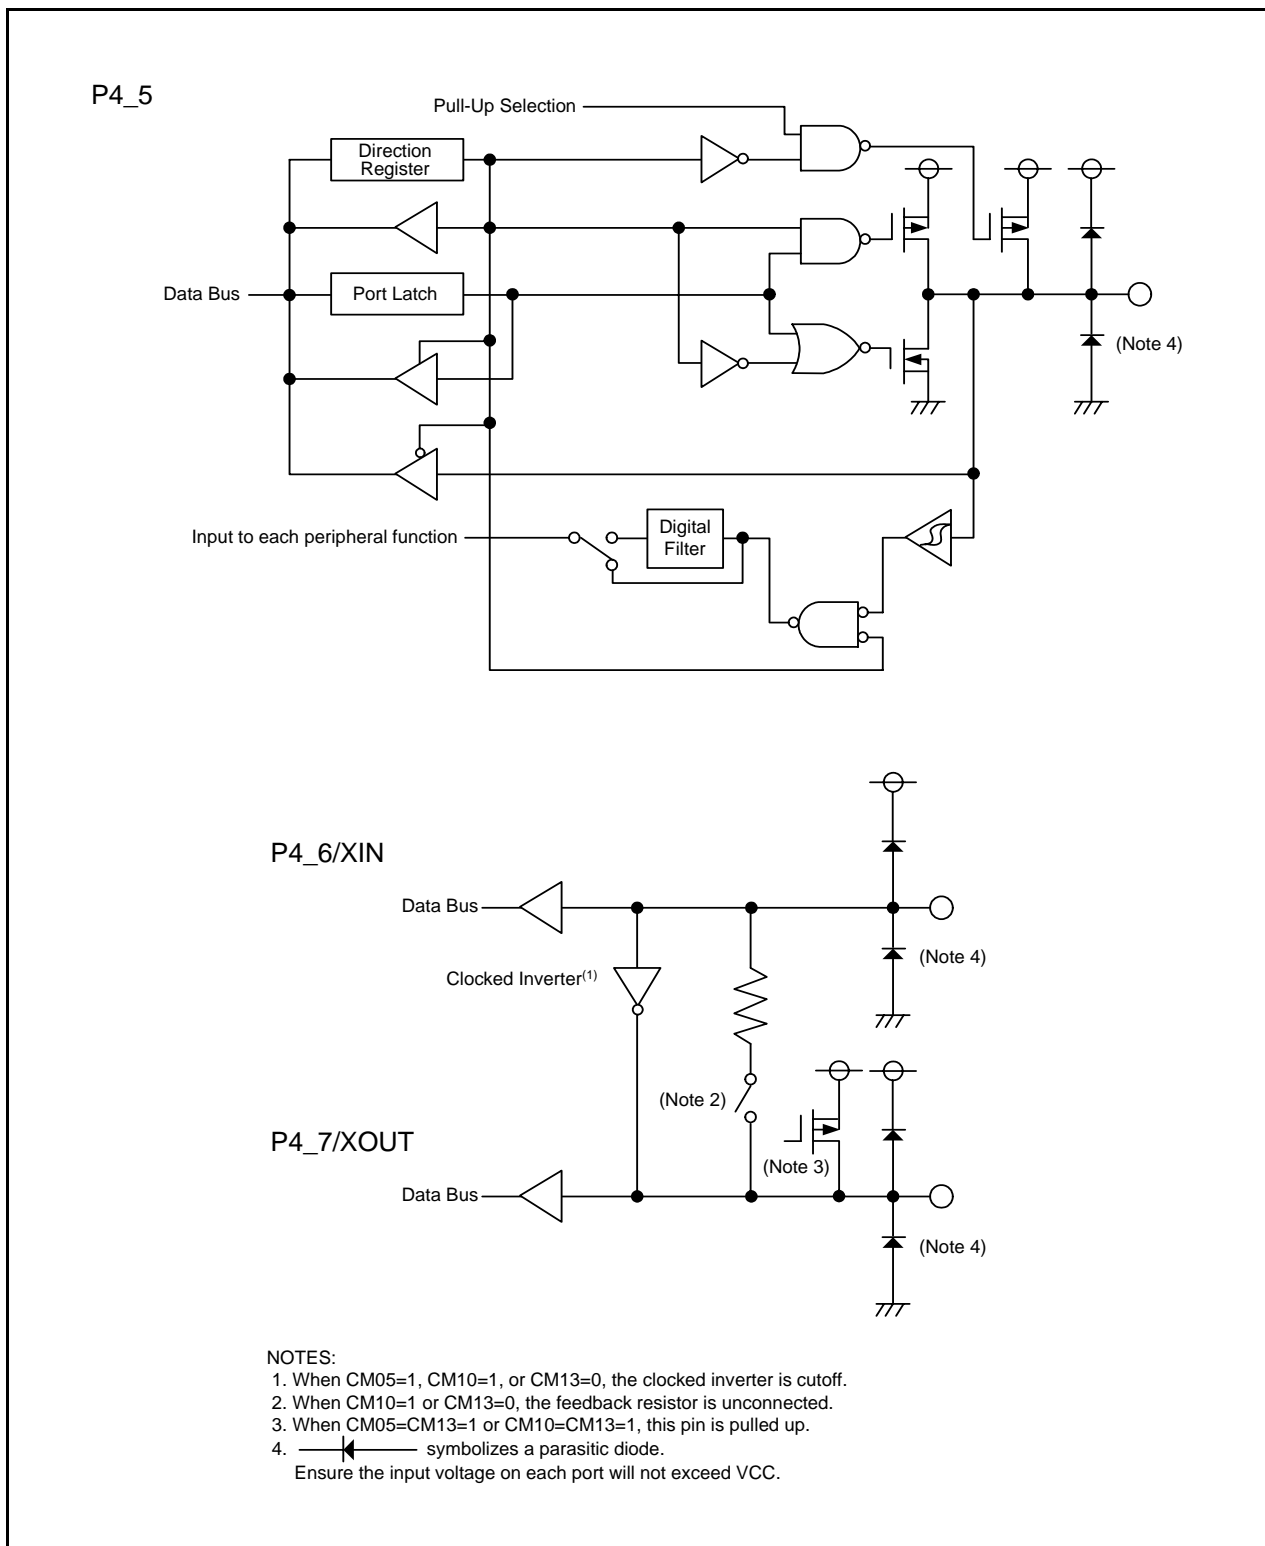 P4_5
Pull-Up Selection
Direction
Register
Data Bus
Port Latch
(Note 4)
Input to each peripheral function
Digital
Filter
P4_6/XIN
Data Bus
Clocked Inverter(1)
(Note 4)
(Note 2)
P4_7/XOUT
(Note 3)
Data Bus
(Note 4)
NOTES:
1. When CM05=1, CM10=1, or CM13=0, the clocked inverter is cutoff.
2. When CM10=1 or CM13=0, the feedback resistor is unconnected.
3. When CM05=CM13=1 or CM10=CM13=1, this pin is pulled up.
4. symbolizes a parasitic diode.
Ensure the input voltage on each port will not exceed VCC.